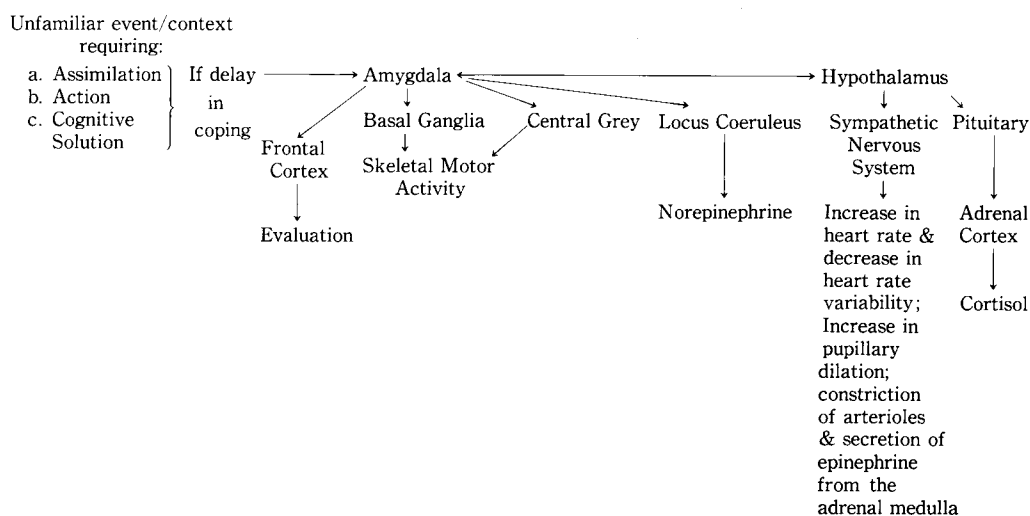 Unfamiliar event/context
requiring:
a. Assimilation
b. Action
c. Cognitive
Solution
If delay
in
coping
Amygdala
Hypothalamus
Frontal
Cortex
Evaluation
Basal Ganglia
Skeletal Motor
Activity
Central Grey
Locus Coeruleus
Norepinephrine
Sympathetic
Nervous
System
Increase in
heart rate &
decrease in
heart rate
variability;
Increase in
pupillary
dilation;
constriction
of arterioles
& secretion of
epinephrine
from the
adrenal medulla
Pituitary
Adrenal
Cortex
Cortisol